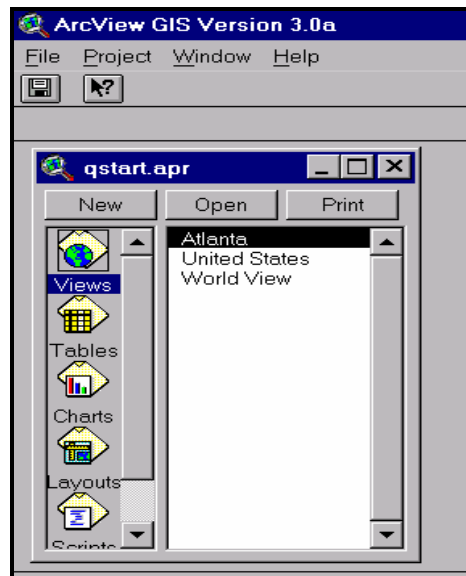 ArcView GIS Version 3.0a
File Project Window Help
qstart.apr
New Open Print
Atlanta
United States
World View
Views
Tables
Charts
Layouts
Scripts